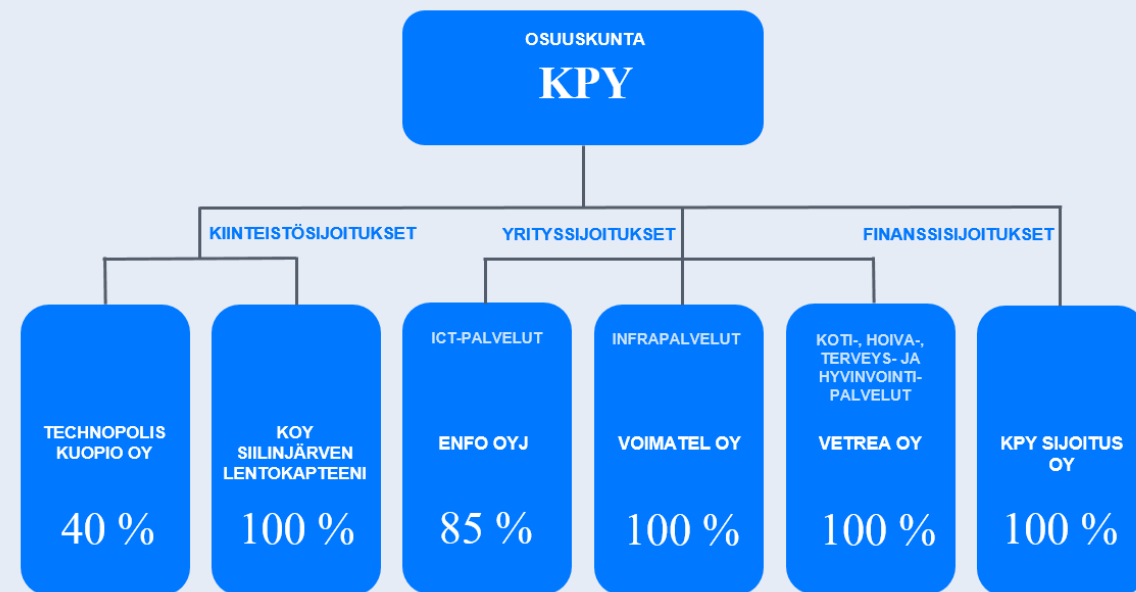 OSUUSKUNTA
KPY
KIINTEISTÖSIJOITUKSET
YRITYSSIJOITUKSET
FINANSSISIJOITUKSET
TECHNOPOLIS
KUOPIO OY
40 %
KOY
SIILINJÄRVEN
LENTOKAPTEENI
100 %
ICT-PALVELUT
ENFO OYJ
85 %
INFRAPALVELUT
VOIMATEL OY
100 %
KOTI-, HOIVA-,
TERVEYS- JA
HYVINVOINTI-
PALVELUT
VETREA OY
100 %
KPY SIJOITUS
OY
100 %